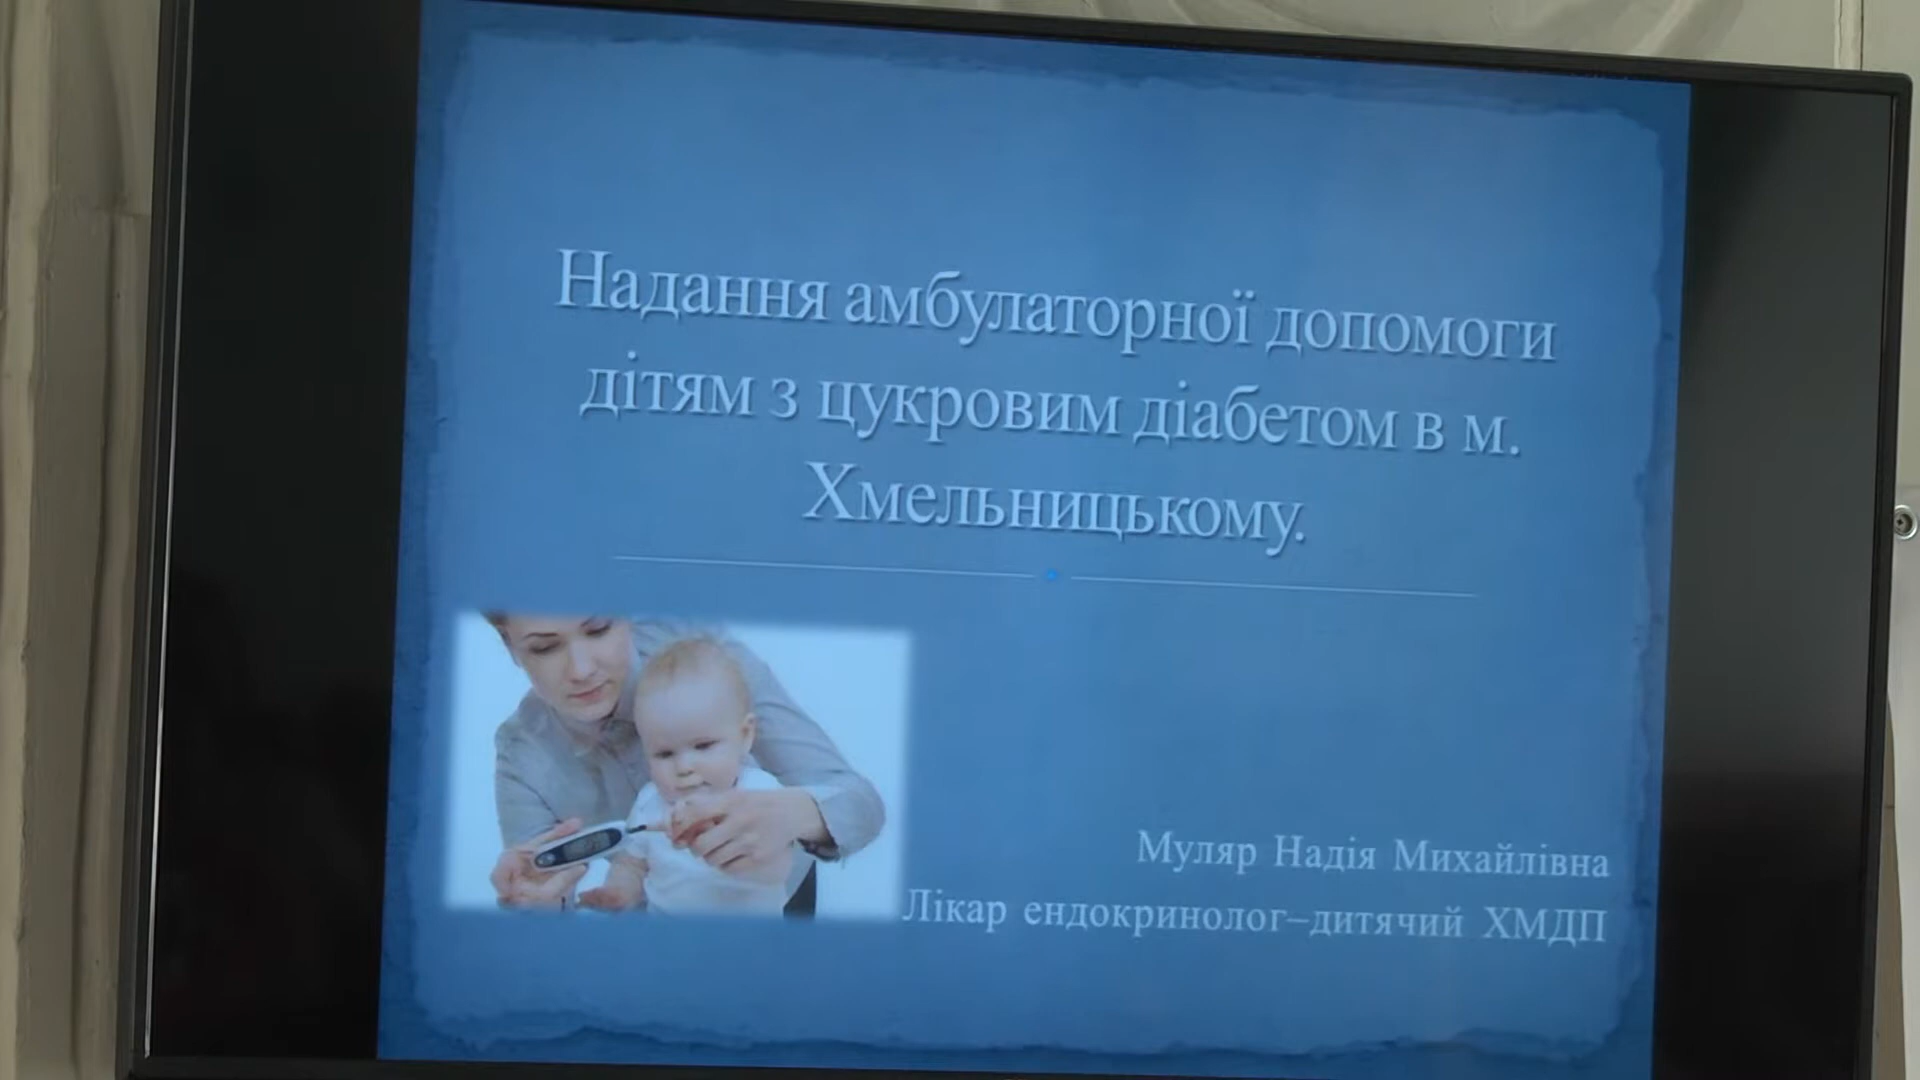 Надання амбулаторної допомоги
дітям з цукровим діабетом в м.
Хмельницькому.
Муляр Надія Михайлівна
Лікар ендокринолог–дитячий ХМДП